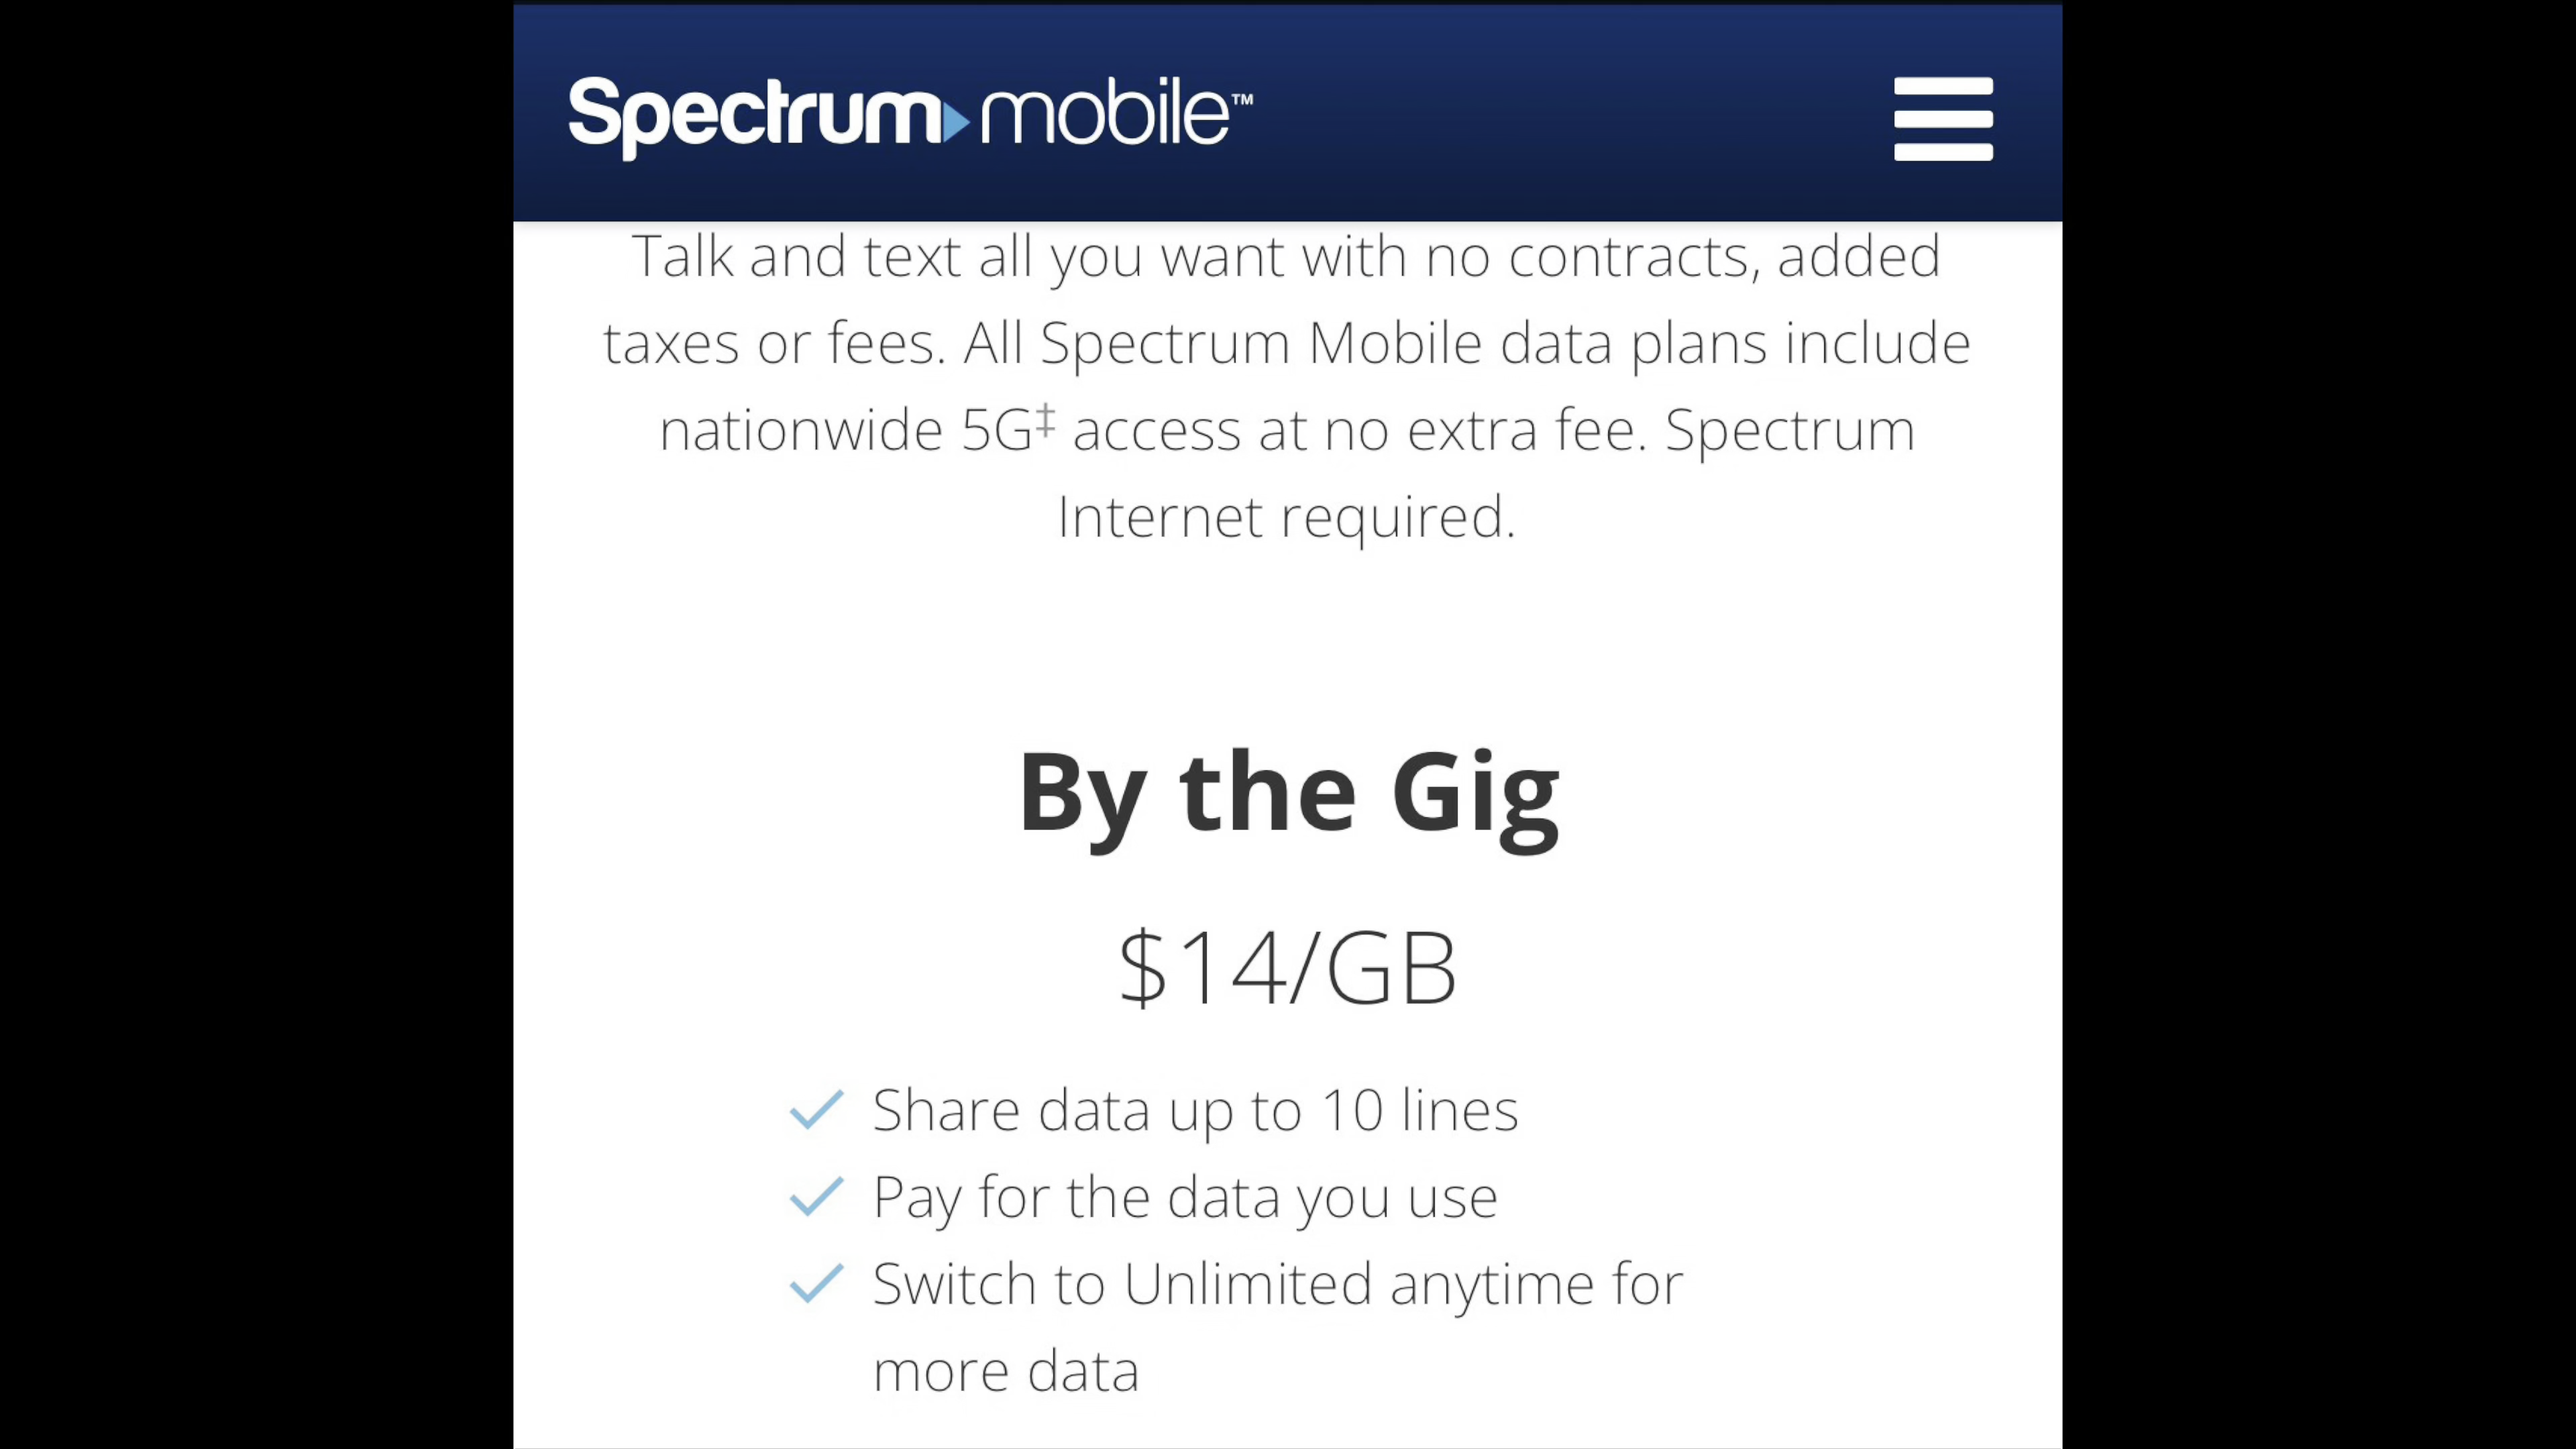 Spectrum mobile™
Talk and text all you want with no contracts, added
taxes or fees. All Spectrum Mobile data plans include
nationwide 5G‡ access at no extra fee. Spectrum
Internet required.
By the Gig
$14/GB
Share data up to 10 lines
Pay for the data you use
Switch to Unlimited anytime for
more data